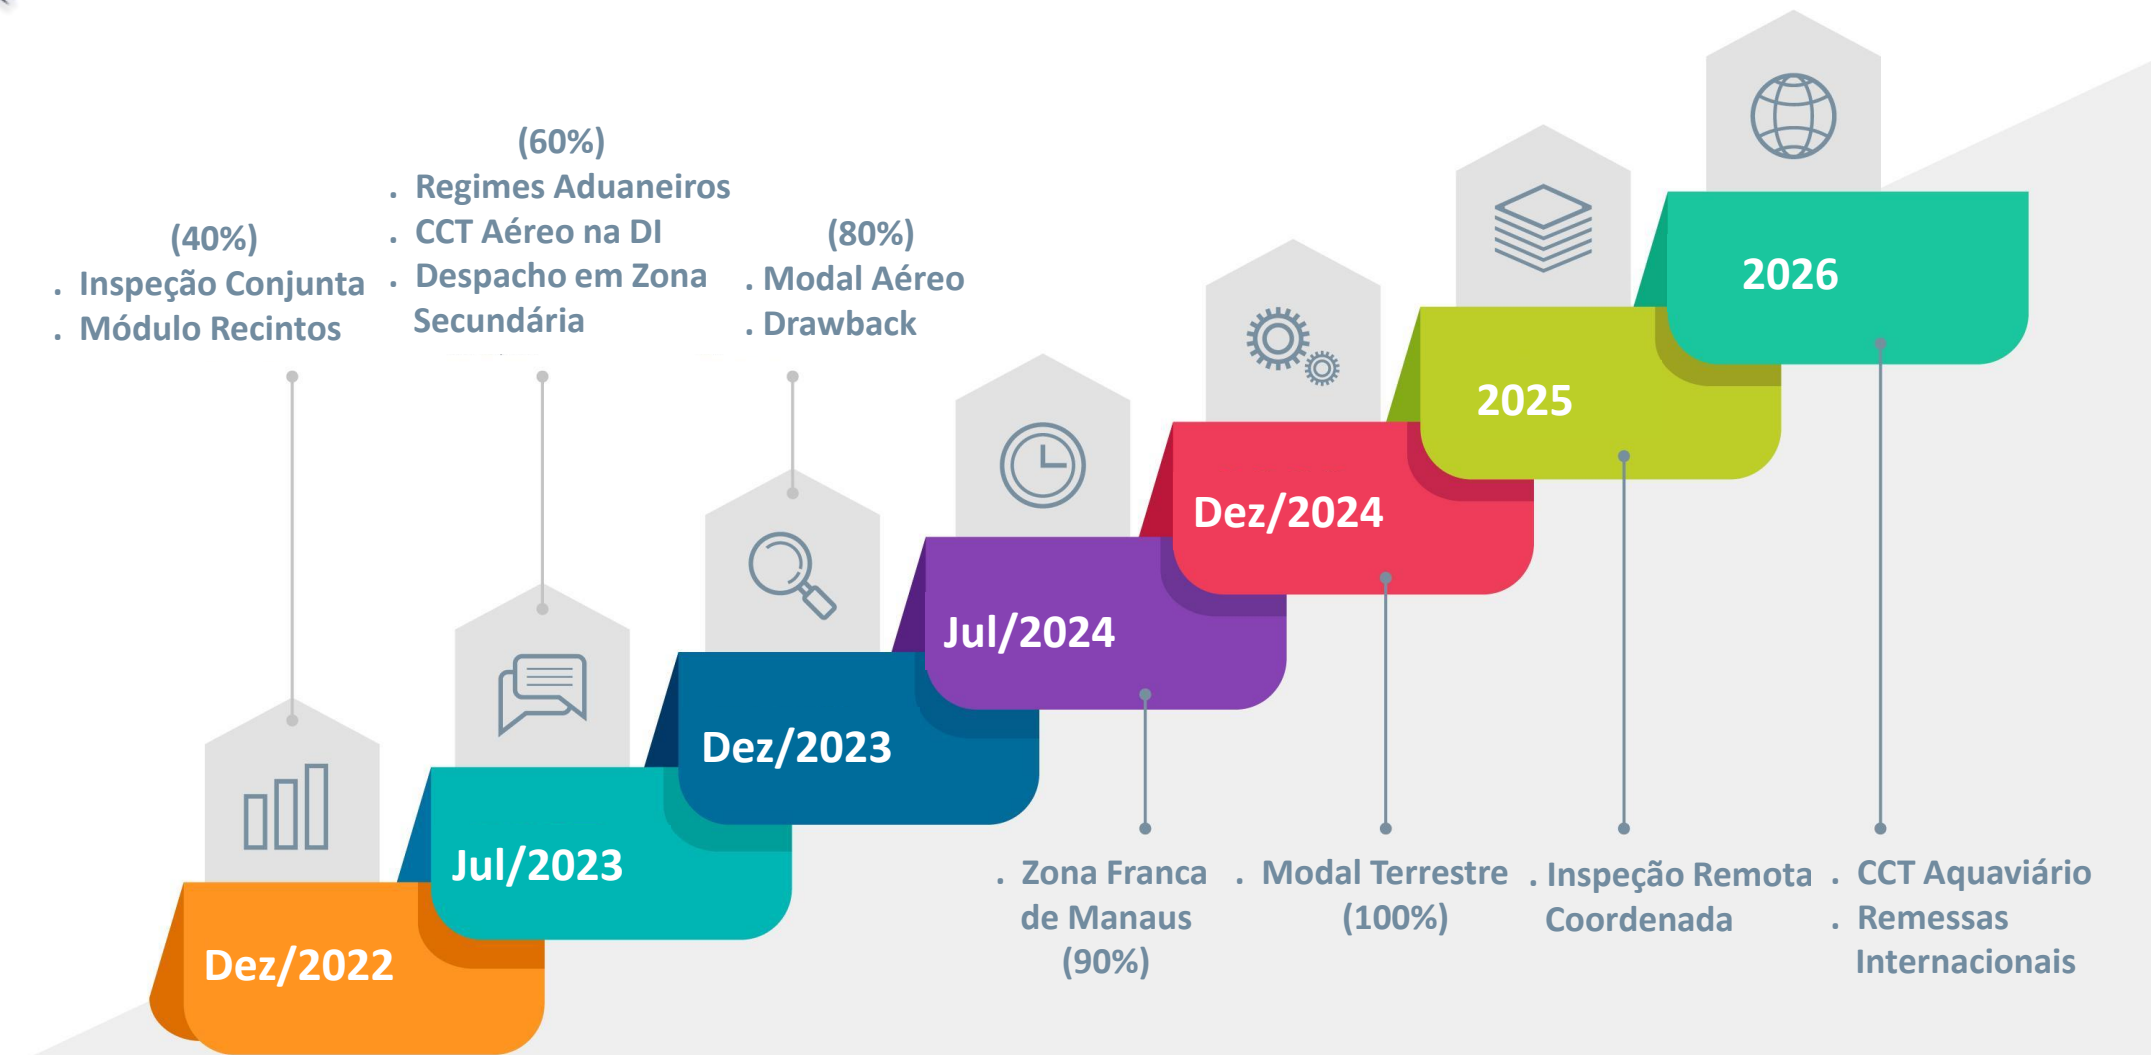 (40%)
. Inspeção Conjunta
. Módulo Recintos
(60%)
. Regimes Aduaneiros
. CCT Aéreo na DI
. Despacho em Zona
Secundária
(80%)
. Modal Aéreo
. Drawback
Dez/2022
Jul/2023
Dez/2023
Jul/2024
Dez/2024
2025
2026
. Zona Franca
de Manaus
(90%)
. Modal Terrestre
(100%)
. Inspeção Remota
Coordenada
. CCT Aquaviário
. Remessas
Internacionais